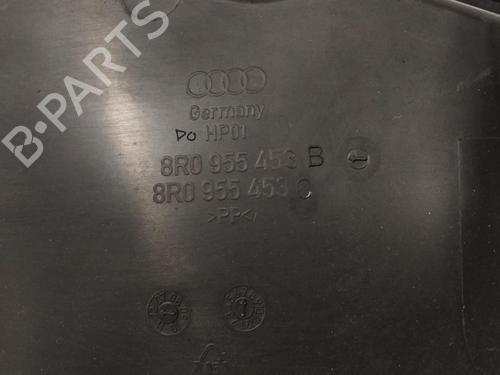 Germany
DO HP01
8R0 955 453 B
8R0 955 453 C
>PP<
B-PARTS